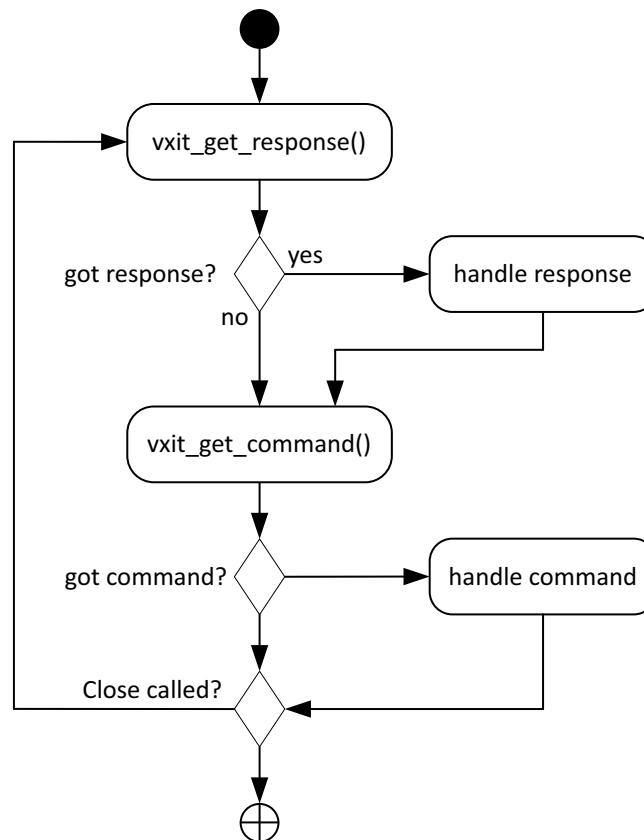 vxit_get_response()
got response?
yes
handle response
no
vxit_get_command()
got command?
handle command
Close called?